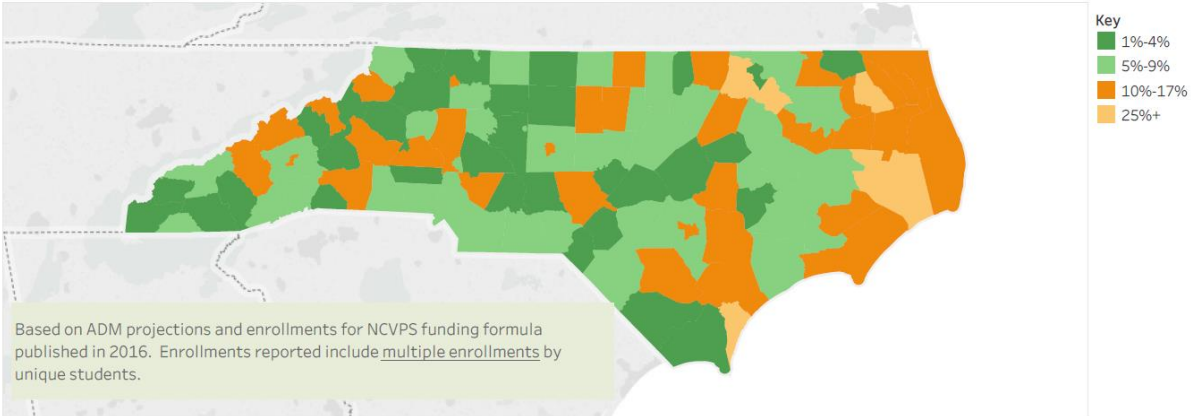 Key
1%-4%
5%-9%
10%-17%
25%+
Based on ADM projections and enrollments for NCVPS funding formula
published in 2016. Enrollments reported include multiple enrollments by
unique students.